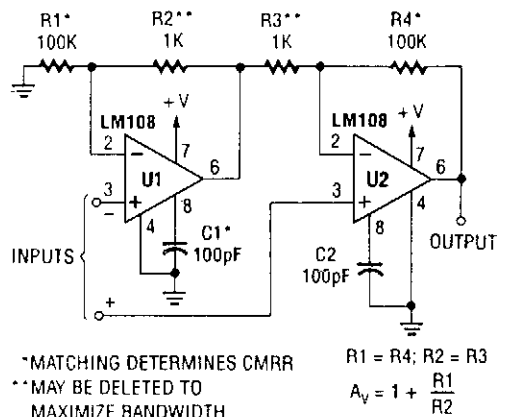 R1* R2** R3** R4*
100K 1K 1K 100K
+V +V
LM108 LM108
2 7 2 7
− U1 6 − U2 6
3 + 3 +
−
4 8 8 4
C1*
100pF
C2
100pF
INPUTS
+
OUTPUT
*MATCHING DETERMINES CMRR
**MAY BE DELETED TO
MAXIMIZE BANDWIDTH
R1 = R4; R2 = R3
AV = 1 + R1
R2